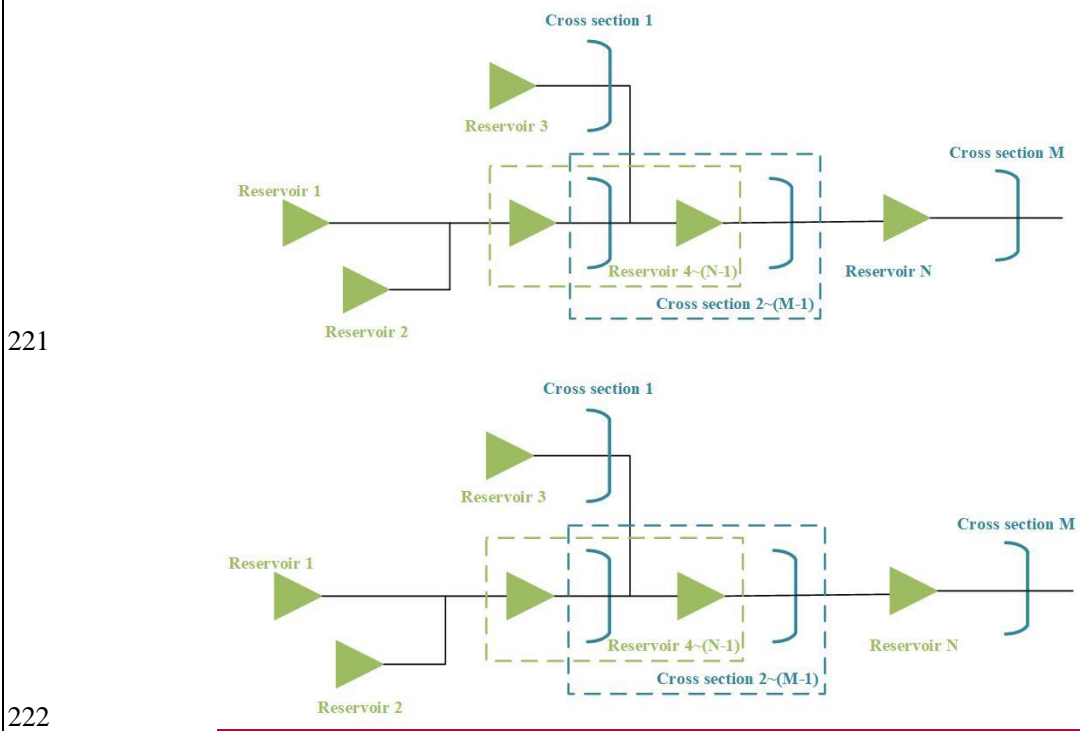 Cross section 1
Reservoir 3
Cross section M
Reservoir 1
Reservoir 4~(N-1)
Reservoir N
Cross section 2~(M-1)
Reservoir 2
221
Cross section 1
Reservoir 3
Cross section M
Reservoir 1
Reservoir 4~(N-1)
Reservoir N
Cross section 2~(M-1)
Reservoir 2
222